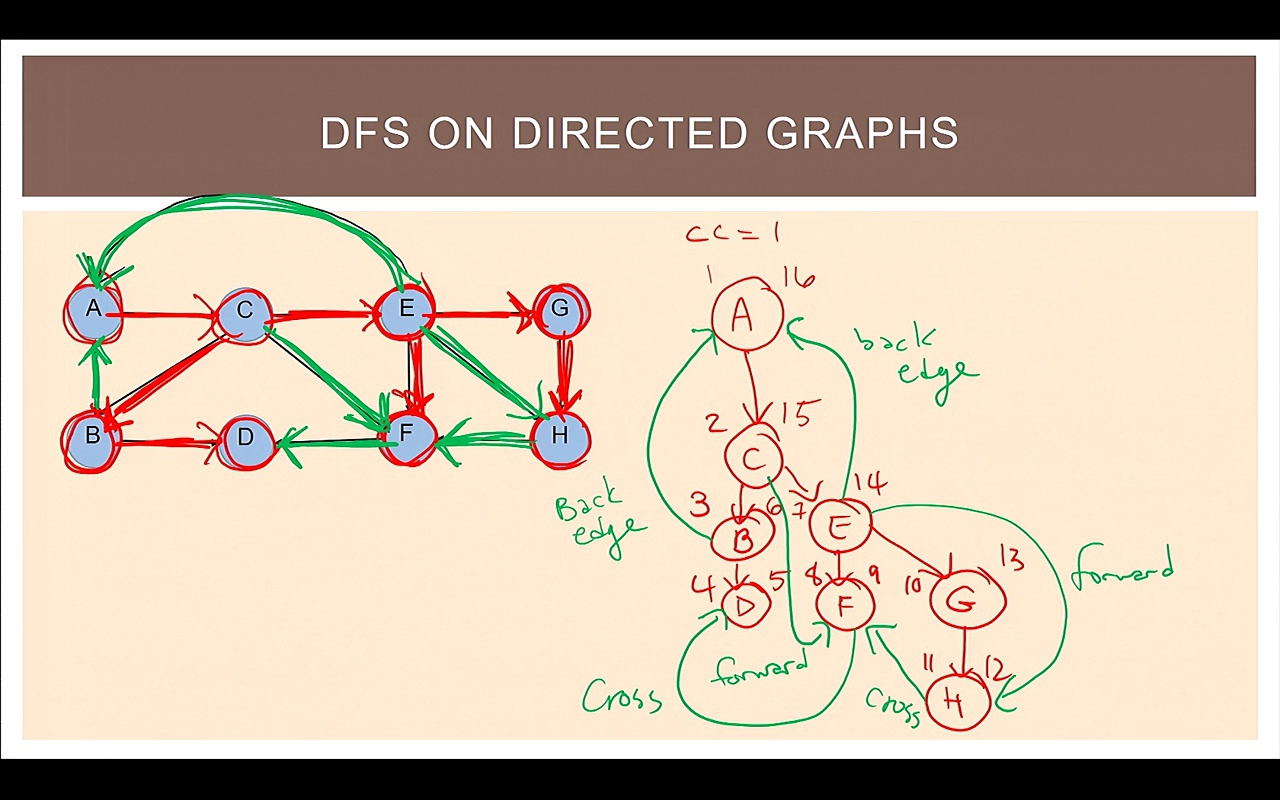 DFS ON DIRECTED GRAPHS
A C E G
B D F H
CC = 1
1 16
A
back
edge
2 15
C
14
Back
edge
3 6 7
B E
forward
13
4 5 8 9 10
D F G
forward
11 12
Cross
Cross
H